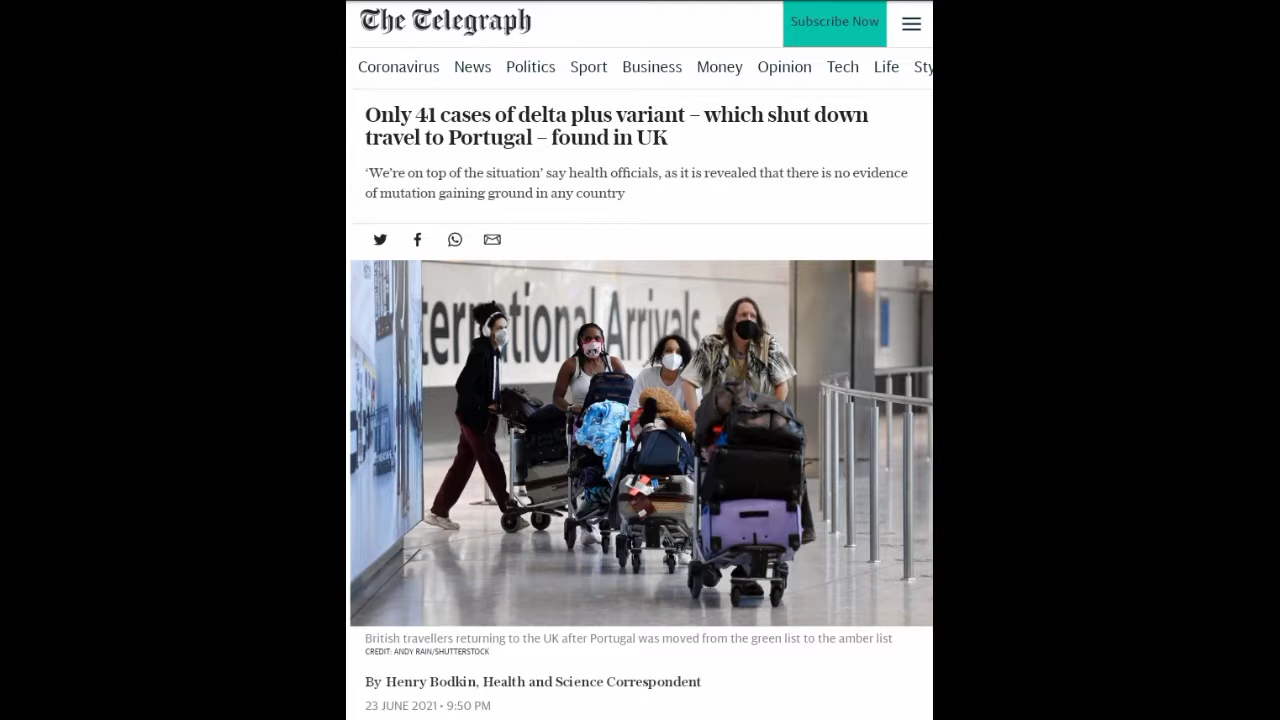 The Telegraph
Subscribe Now
Coronavirus News Politics Sport Business Money Opinion Tech Life Sty
Only 41 cases of delta plus variant – which shut down
travel to Portugal – found in UK
‘We’re on top of the situation’ say health officials, as it is revealed that there is no evidence
of mutation gaining ground in any country
ternational Arrivals
British travellers returning to the UK after Portugal was moved from the green list to the amber list
CREDIT: ANDY RAIN/SHUTTERSTOCK
By Henry Bodkin, Health and Science Correspondent
23 JUNE 2021 • 9:50 PM